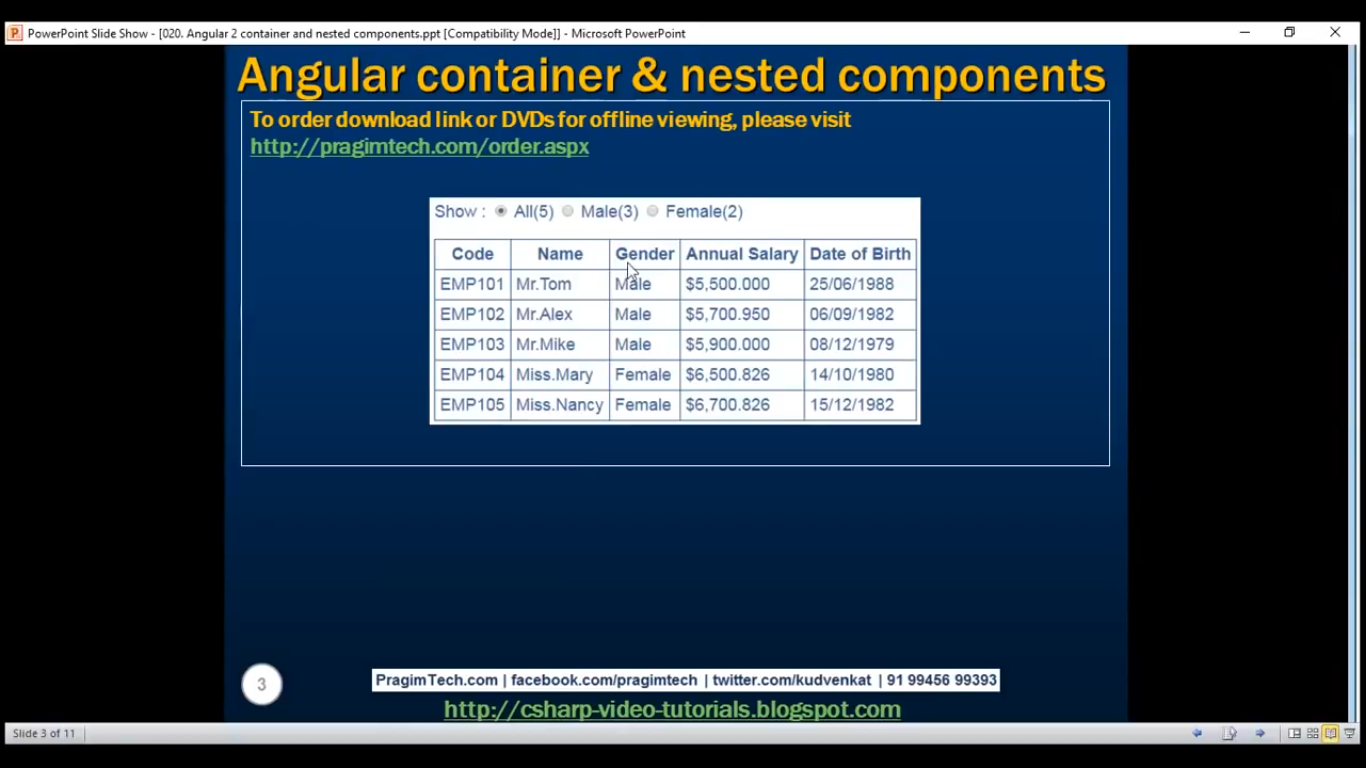 PowerPoint Slide Show - [020. Angular 2 container and nested components.ppt [Compatibility Mode]] - Microsoft PowerPoint
Angular container & nested components
To order download link or DVDs for offline viewing, please visit
http://pragimtech.com/order.aspx
Show : All(5) Male(3) Female(2)
Code Name Gender Annual Salary Date of Birth
EMP101 Mr.Tom Male $5,500.000 25/06/1988
EMP102 Mr.Alex Male $5,700.950 06/09/1982
EMP103 Mr.Mike Male $5,900.000 08/12/1979
EMP104 Miss.Mary Female $6,500.826 14/10/1980
EMP105 Miss.Nancy Female $6,700.826 15/12/1982
3
PragimTech.com | facebook.com/pragimtech | twitter.com/kudvenkat | 91 99456 99393
http://csharp-video-tutorials.blogspot.com
Slide 3 of 11